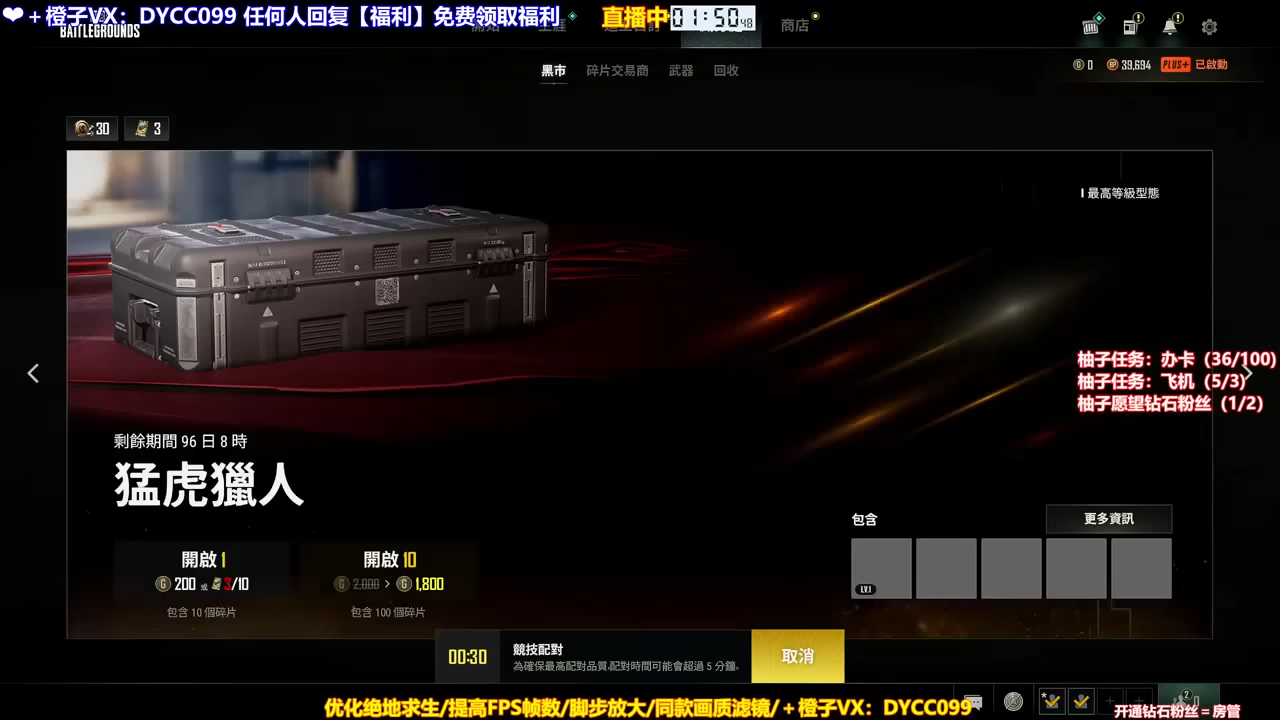 ❤＋橙子VX：DYCC099 任何人回复【福利】免费领取福利
直播中
01:50 48
BATTLEGROUNDS
商店
G 0
BP 39,694
PLUS+ 已啟動
黑市
碎片交易商
武器
回收
30
3
最高等級型態
柚子任务：办卡（36/100)
柚子任务：飞机（5/3)
柚子愿望钻石粉丝（1/2)
剩餘期間 96 日 8 時
猛虎獵人
包含
更多資訊
開啟 1
G 200 或 3/10
包含 10 個碎片
開啟 10
G 2,000 > G 1,800
包含 100 個碎片
LV.1
00:30
競技配對
為確保最高配對品質,配對時間可能會超過 5 分鐘。
取消
2
优化绝地求生/提高FPS帧数/脚步放大/同款画质滤镜/＋橙子VX：DYCC099
开通钻石粉丝＝房管